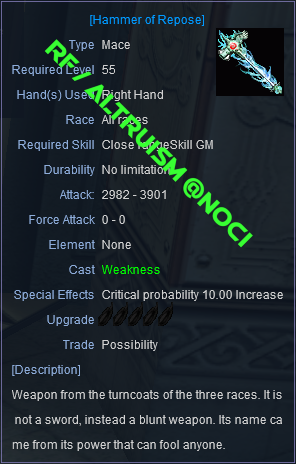 [Hammer of Repose]
Type Mace
Required Level 55
Hand(s) Used Right Hand
Race All races
Required Skill Close rangeSkill GM
Durability No limitation
Attack: 2982 - 3901
Force Attack 0 - 0
Element None
Cast Weakness
Special Effects Critical probability 10.00 Increase
Upgrade
Trade Possibility
[Description]
Weapon from the turncoats of the three races. It is
not a sword, instead a blunt weapon. Its name ca
me from its power that can fool anyone.
RF / ALTRUISM @NOCI